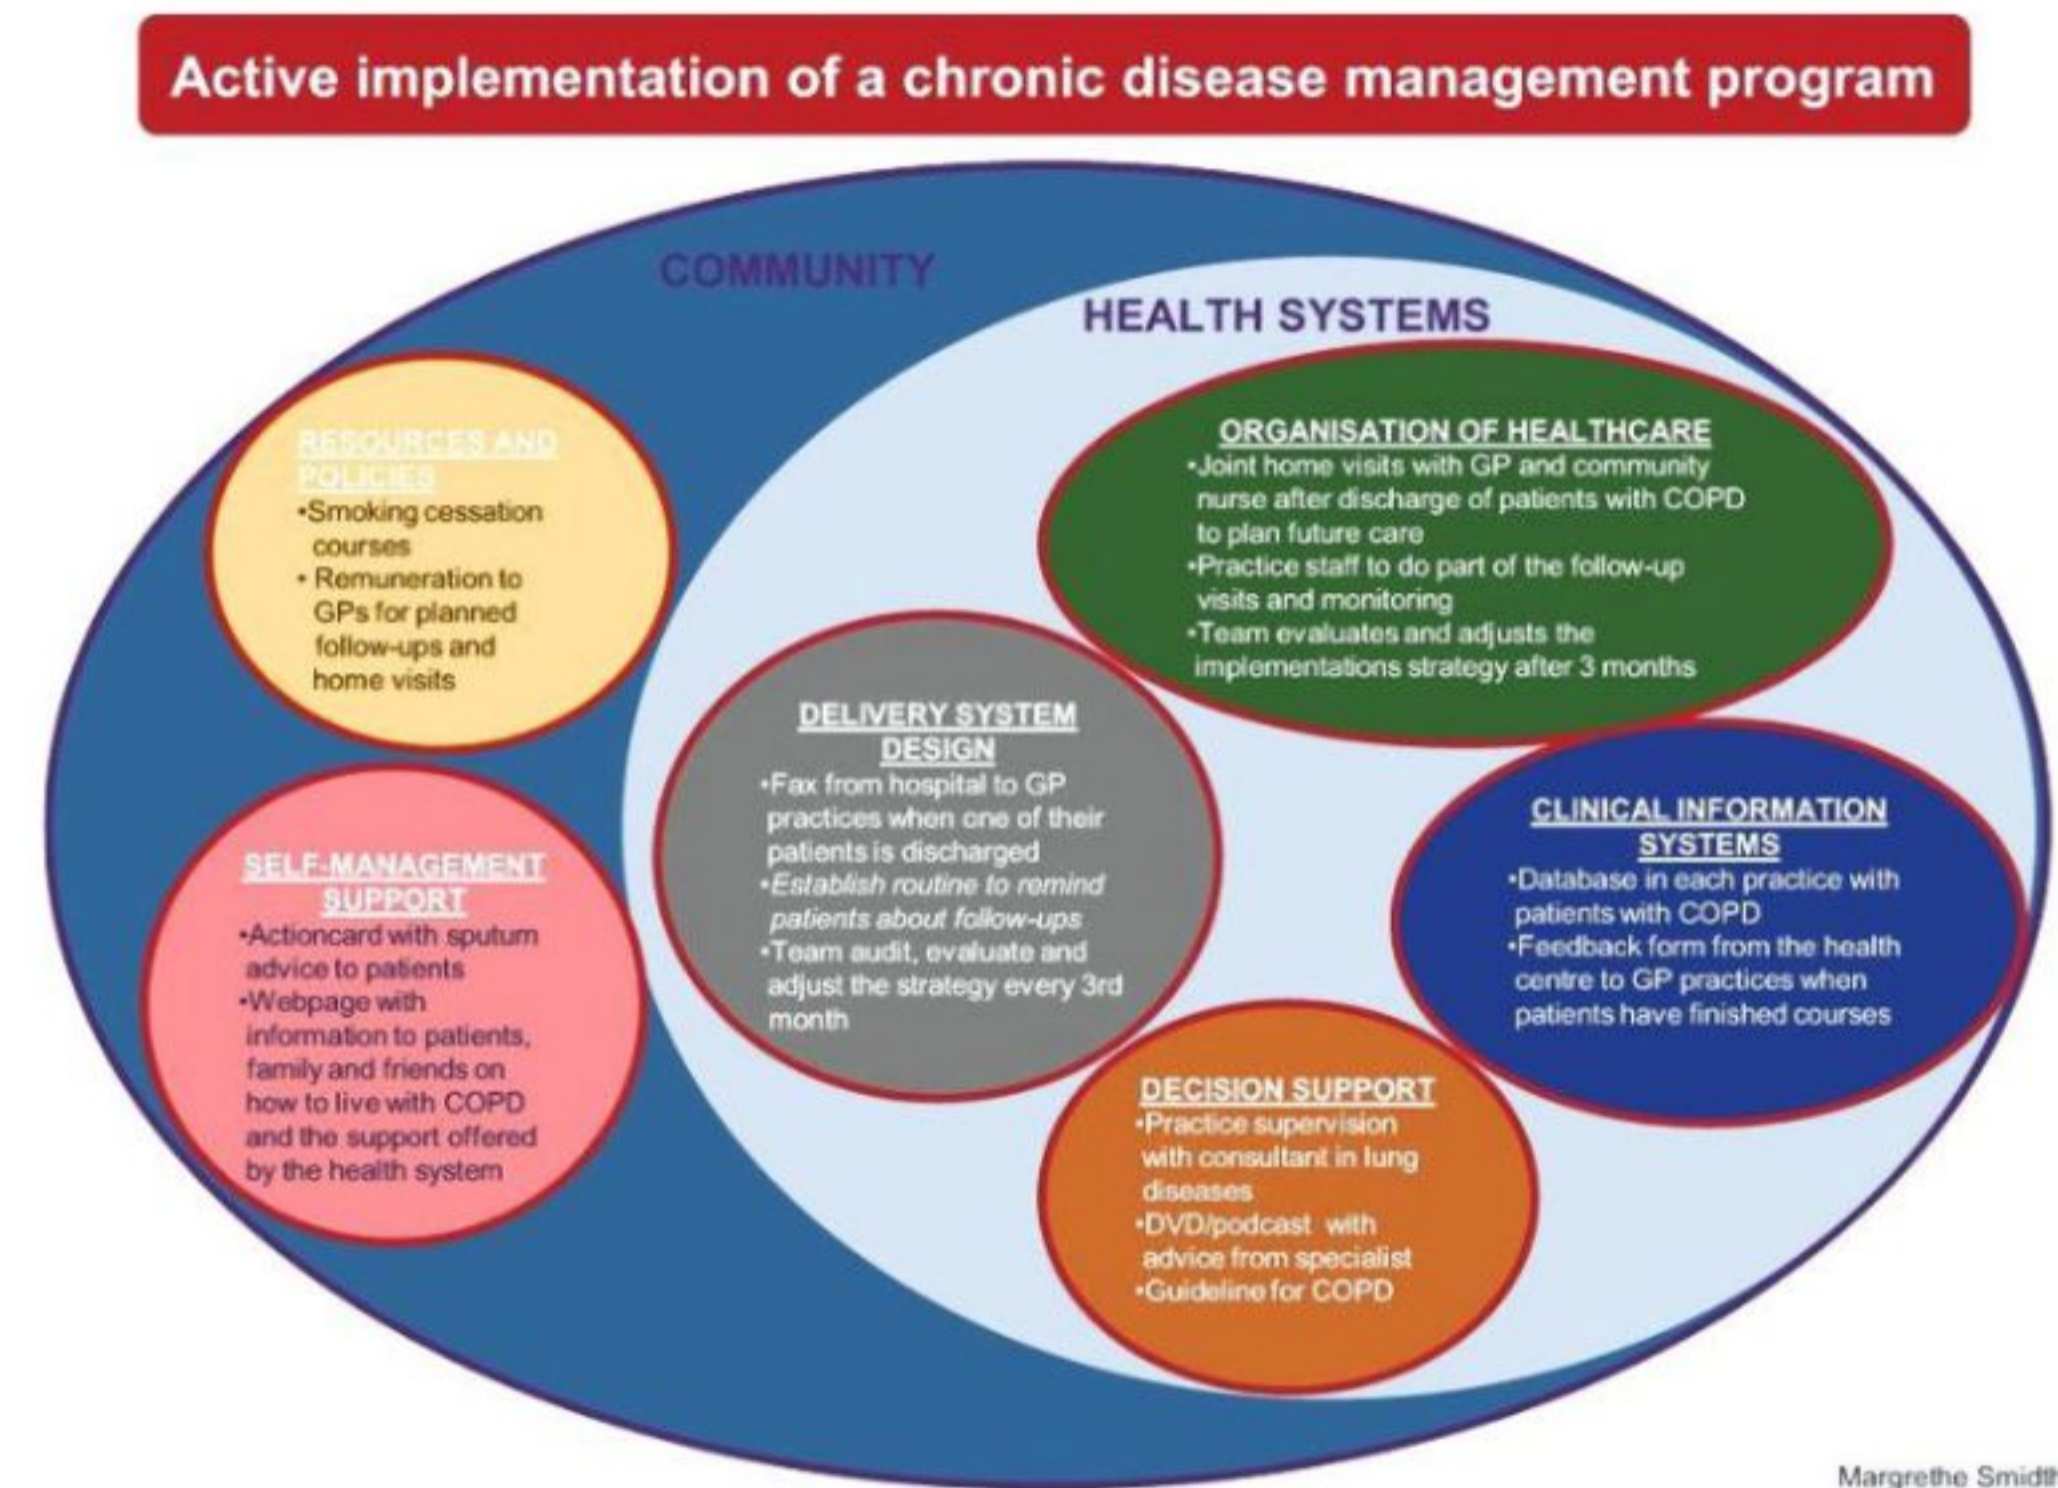 Active implementation of a chronic disease management program
COMMUNITY
HEALTH SYSTEMS
RESOURCES AND
POLICIES
•Smoking cessation
courses
• Remuneration to
GPs for planned
follow-ups and
home visits
SELF-MANAGEMENT
SUPPORT
•Actioncard with sputum
advice to patients
•Webpage with
information to patients,
family and friends on
how to live with COPD
and the support offered
by the health system
ORGANISATION OF HEALTHCARE
•Joint home visits with GP and community
nurse after discharge of patients with COPD
to plan future care
•Practice staff to do part of the follow-up
visits and monitoring
•Team evaluates and adjusts the
implementations strategy after 3 months
DELIVERY SYSTEM
DESIGN
•Fax from hospital to GP
practices when one of their
patients is discharged
•Establish routine to remind
patients about follow-ups
•Team audit, evaluate and
adjust the strategy every 3rd
month
CLINICAL INFORMATION
SYSTEMS
•Database in each practice with
patients with COPD
•Feedback form from the health
centre to GP practices when
patients have finished courses
DECISION SUPPORT
•Practice supervision
with consultant in lung
diseases
•DVD/podcast with
advice from specialist
•Guideline for COPD
Margrethe Smidth